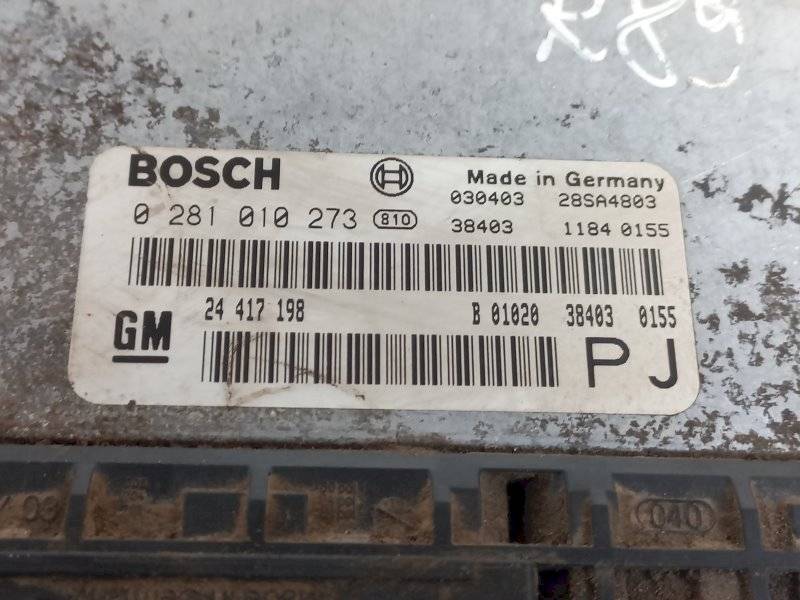 BOSCH Made in Germany
030403 28SA4803
0 281 010 273 810 38403 1184 0155
GM 24 417 198 B 01020 38403 0155
PJ
03 040